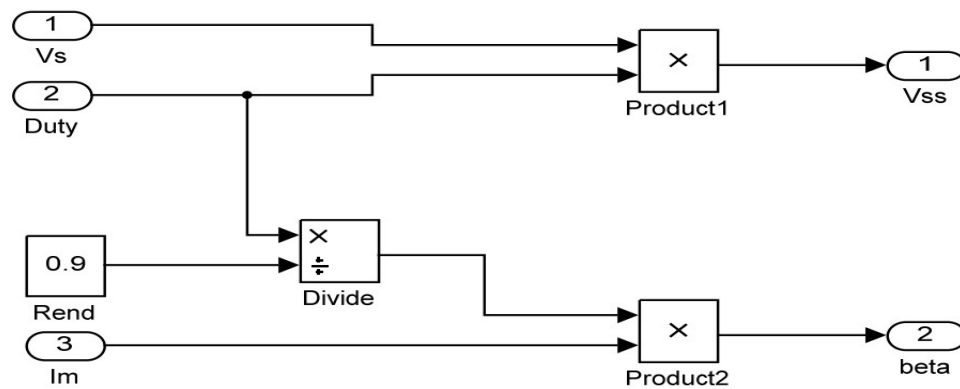 1
Vs
2
Duty
×
Product1
1
Vss
0.9
Rend
×
÷
Divide
3
Im
×
Product2
2
beta